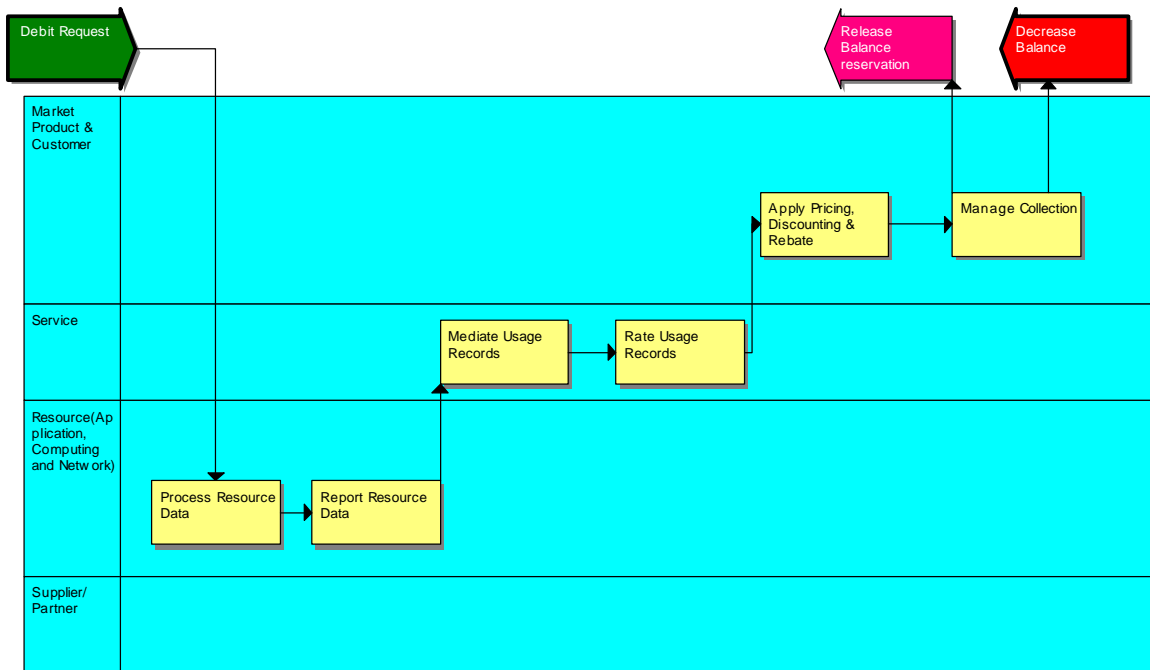 Debit Request
Release
Balance
reservation
Decrease
Balance
Market
Product &
Customer
Apply Pricing,
Discounting &
Rebate
Manage Collection
Service
Mediate Usage
Records
Rate Usage
Records
Resource(Ap
plication,
Computing
and Network)
Process Resource
Data
Report Resource
Data
Supplier/
Partner